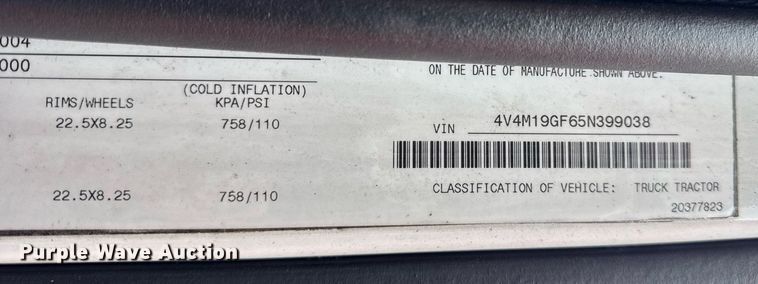 004
000
RIMS/WHEELS
(COLD INFLATION)
KPA/PSI
22.5X8.25 758/110
22.5X8.25 758/110
ON THE DATE OF MANUFACTURE SHOWN ABOVE.
VIN 4V4M19GF65N399038
CLASSIFICATION OF VEHICLE: TRUCK TRACTOR
20377823
Purple Wave Auction